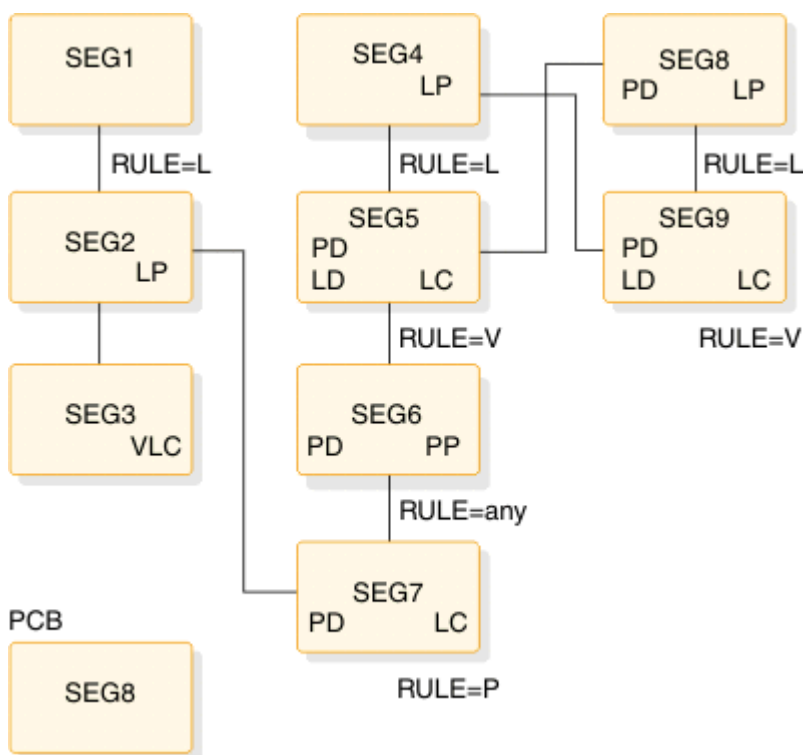 SEG1
RULE=L
SEG2
LP
SEG3
VLC
PCB
SEG8
SEG4
LP
RULE=L
SEG5
PD
LD LC
RULE=V
SEG6
PD PP
RULE=any
SEG7
PD LC
RULE=P
SEG8
PD LP
RULE=L
SEG9
PD
LD LC
RULE=V